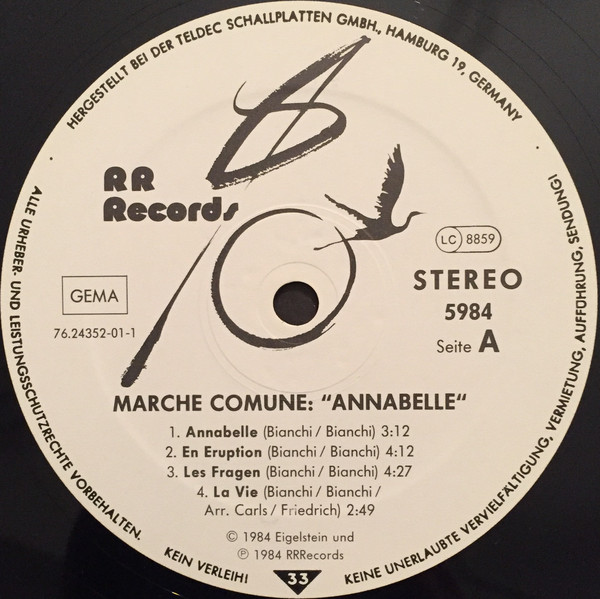 HERGESTELLT BEI DER TELDEC SCHALLPLATTEN GMBH., HAMBURG 19, GERMANY
RR
Records
LC 8859
STEREO
5984
Seite A
GEMA
76.24352-01-1
MARCHE COMUNE: "ANNABELLE"
1. Annabelle (Bianchi / Bianchi) 3:12
2. En Eruption (Bianchi / Bianchi) 4:12
3. Les Fragen (Bianchi / Bianchi) 4:27
4. La Vie (Bianchi / Bianchi /
Arr. Carls / Friedrich) 2:49
© 1984 Eigelstein und
℗ 1984 RRRecords
33
ALLE URHEBER- UND LEISTUNGSSCHUTZRECHTE VORBEHALTEN.
KEIN VERLEIH!
KEINE UNERLAUBTE VERVIELFÄLTIGUNG, VERMIETUNG, AUFFÜHRUNG, SENDUNG!